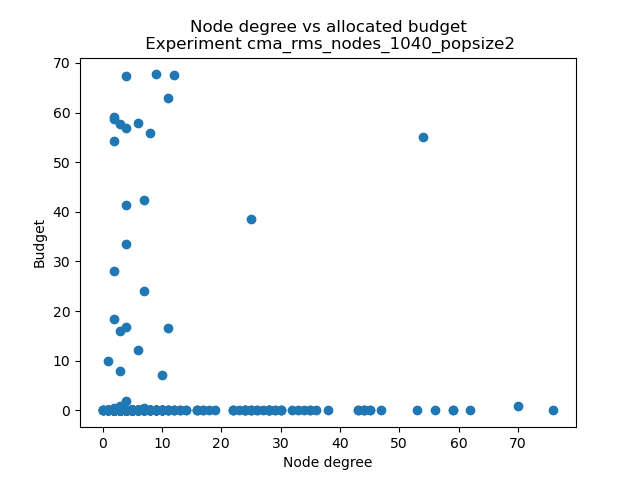 Node degree vs allocated budget
Experiment cma_rms_nodes_1040_popsize2
70
60
50
40
30
20
10
0
Budget
0 10 20 30 40 50 60 70
Node degree